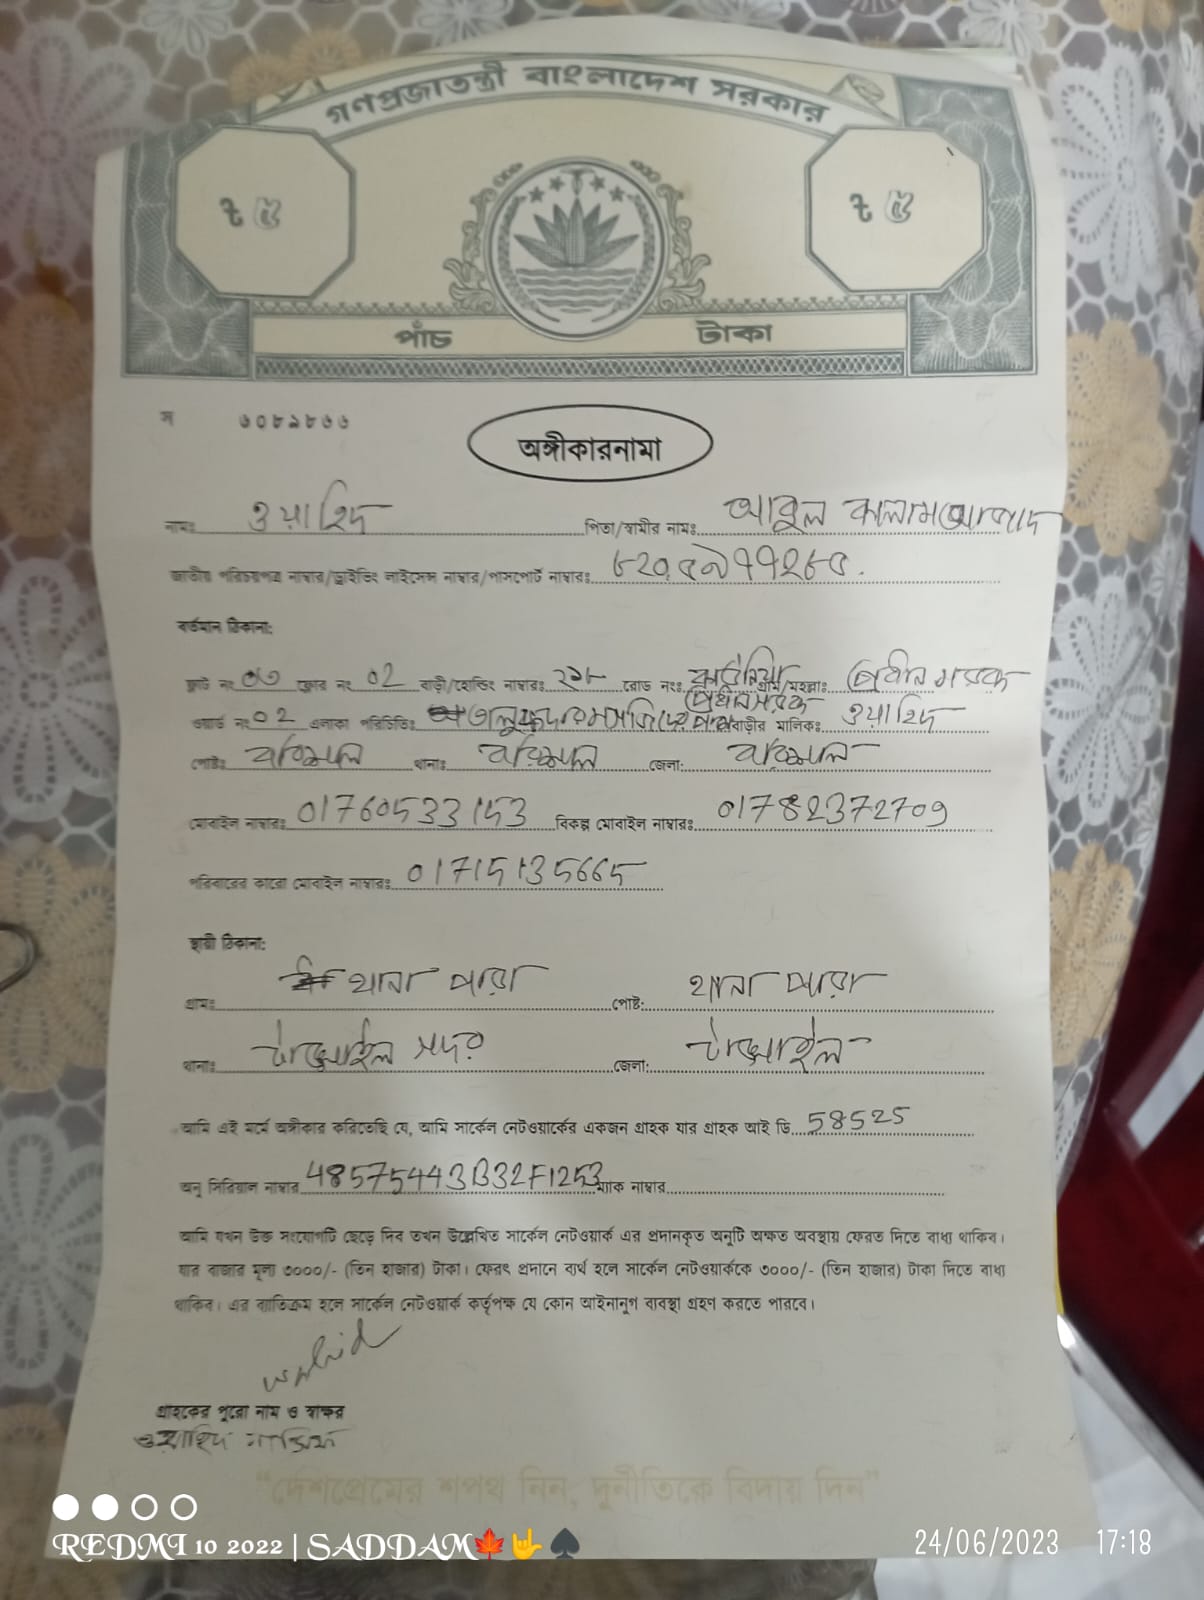 গণপ্রজাতন্ত্রী বাংলাদেশ সরকার
৳ ৫ ৳ ৫
পাঁচ টাকা
স ৬০৮৯৮৬৬
অঙ্গীকারনামা
নামঃ ওয়াহিদ পিতা/স্বামীর নামঃ আবুল কালাম আজাদ
জাতীয় পরিচয়পত্র নাম্বার/ড্রাইভিং লাইসেন্স নাম্বার/পাসপোর্ট নাম্বারঃ
বর্তমান ঠিকানা:
ফ্লাট নং ফ্লোর নং 02 বাড়ী/হোল্ডিং নাম্বারঃ রোড নংঃ গ্রাম/মহল্লাঃ
ওয়ার্ড নং 02 এলাকা পরিচিতিঃ বাড়ীর মালিকঃ ওয়াহিদ
পোষ্টঃ বরিশাল থানাঃ বরিশাল জেলা: বরিশাল
মোবাইল নাম্বারঃ 01760533153 বিকল্প মোবাইল নাম্বারঃ 01782372709
পরিবারের কারো মোবাইল নাম্বারঃ 01715135665
স্থায়ী ঠিকানা:
গ্রামঃ থানা পারা পোষ্ট: থানা পারা
থানাঃ টাঙ্গাইল সদর জেলা: টাঙ্গাইল
আমি এই মর্মে অঙ্গীকার করিতেছি যে, আমি সার্কেল নেটওয়ার্কের একজন গ্রাহক যার গ্রাহক আই ডি 58525
অনু সিরিয়াল নাম্বার 48575443B32F1253 ম্যাক নাম্বার
আমি যখন উক্ত সংযোগটি ছেড়ে দিব তখন উল্লেখিত সার্কেল নেটওয়ার্ক এর প্রদানকৃত অনুটি অক্ষত অবস্থায় ফেরত দিতে বাধ্য থাকিব।
যার বাজার মূল্য ৩০০০/- (তিন হাজার) টাকা। ফেরৎ প্রদানে ব্যর্থ হলে সার্কেল নেটওয়ার্ককে ৩০০০/- (তিন হাজার) টাকা দিতে বাধ্য
থাকিব। এর ব্যতিক্রম হলে সার্কেল নেটওয়ার্ক কর্তৃপক্ষ যে কোন আইনানুগ ব্যবস্থা গ্রহণ করতে পারবে।
wahid
গ্রাহকের পুরো নাম ও স্বাক্ষর
ওয়াহিদ
“দেশপ্রেমের শপথ নিন, দুর্নীতিকে বিদায় দিন”
REDMI 10 2022 | SADDAM🍁🤟♠ 24/06/2023 17:18